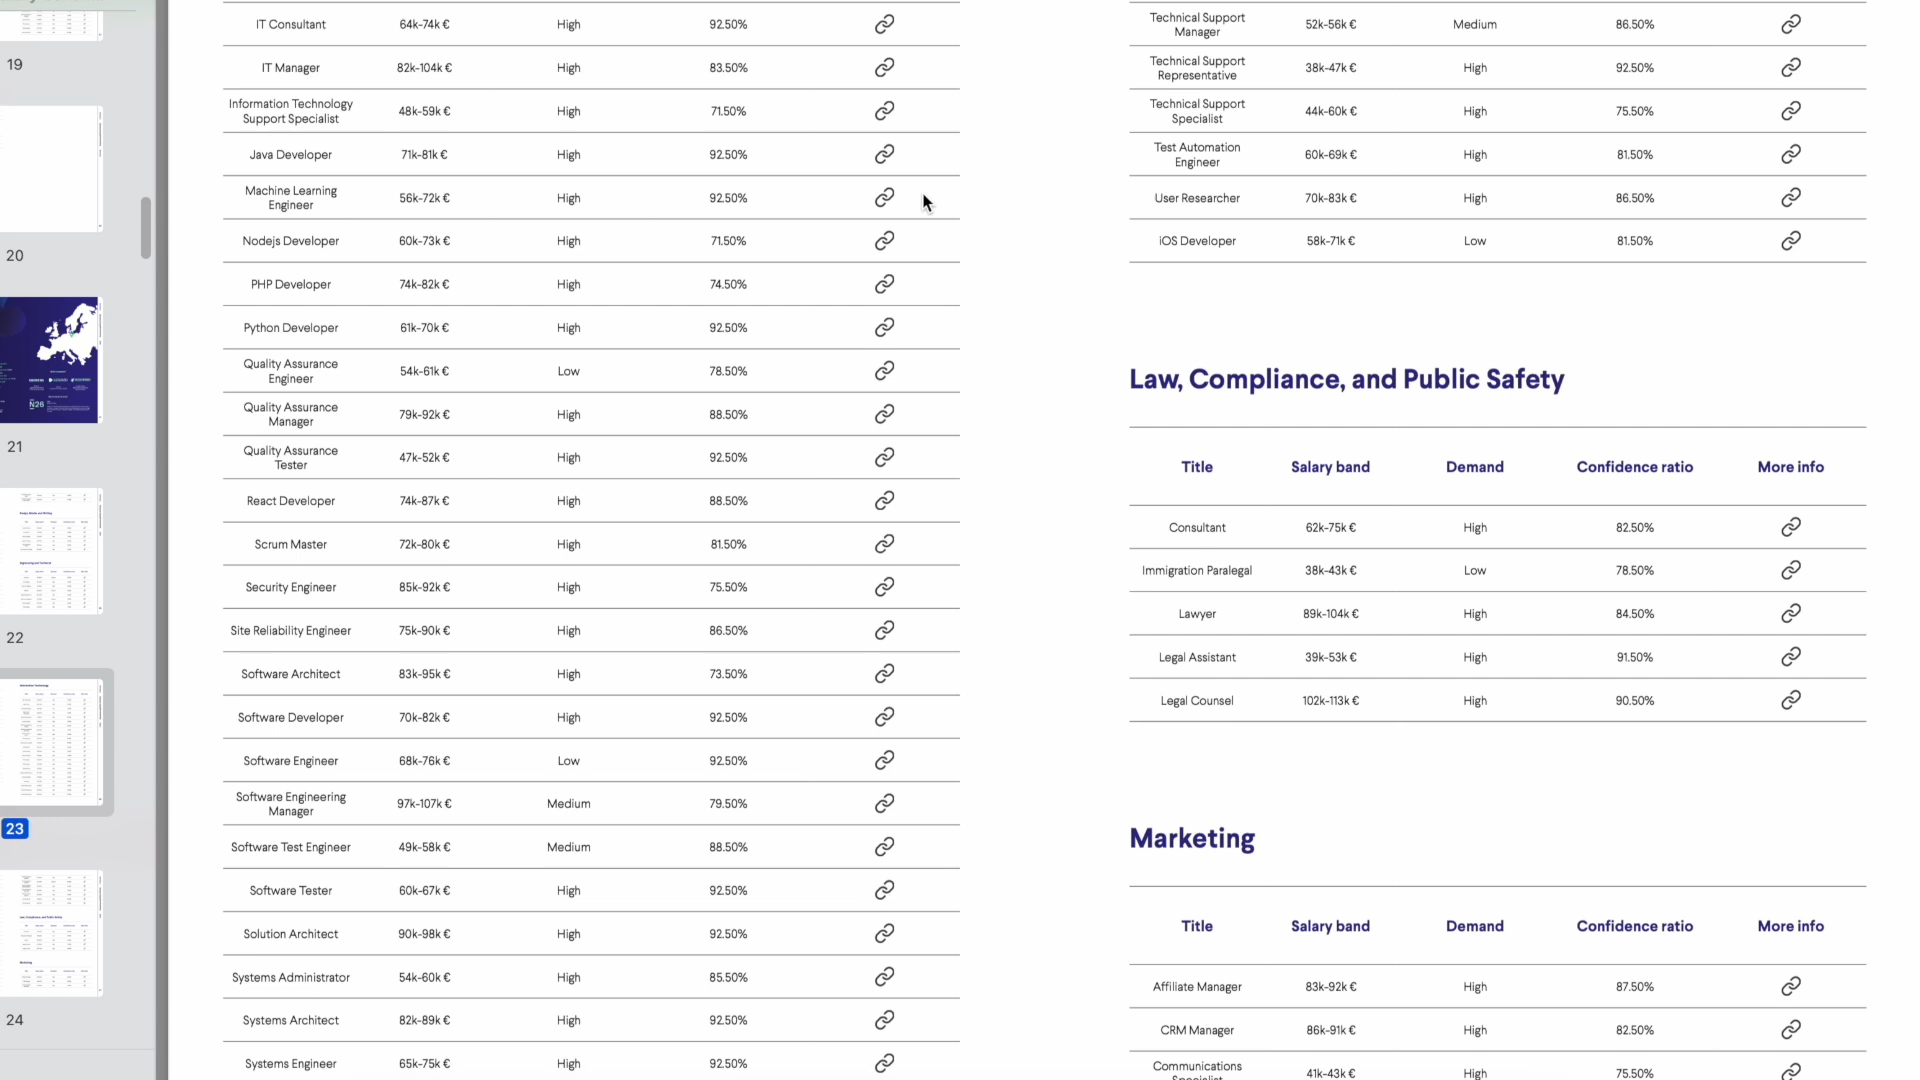 19
20
21
22
23
24
IT Consultant 64k-74k € High 92.50%
IT Manager 82k-104k € High 83.50%
Information Technology
Support Specialist 48k-59k € High 71.50%
Java Developer 71k-81k € High 92.50%
Machine Learning
Engineer 56k-72k € High 92.50%
Nodejs Developer 60k-73k € High 71.50%
PHP Developer 74k-82k € High 74.50%
Python Developer 61k-70k € High 92.50%
Quality Assurance
Engineer 54k-61k € Low 78.50%
Quality Assurance
Manager 79k-92k € High 88.50%
Quality Assurance
Tester 47k-52k € High 92.50%
React Developer 74k-87k € High 88.50%
Scrum Master 72k-80k € High 81.50%
Security Engineer 85k-92k € High 75.50%
Site Reliability Engineer 75k-90k € High 86.50%
Software Architect 83k-95k € High 73.50%
Software Developer 70k-82k € High 92.50%
Software Engineer 68k-76k € Low 92.50%
Software Engineering
Manager 97k-107k € Medium 79.50%
Software Test Engineer 49k-58k € Medium 88.50%
Software Tester 60k-67k € High 92.50%
Solution Architect 90k-98k € High 92.50%
Systems Administrator 54k-60k € High 85.50%
Systems Architect 82k-89k € High 92.50%
Systems Engineer 65k-75k € High 92.50%
Technical Support
Manager 52k-56k € Medium 86.50%
Technical Support
Representative 38k-47k € High 92.50%
Technical Support
Specialist 44k-60k € High 75.50%
Test Automation
Engineer 60k-69k € High 81.50%
User Researcher 70k-83k € High 86.50%
iOS Developer 58k-71k € Low 81.50%
Law, Compliance, and Public Safety
Title Salary band Demand Confidence ratio More info
Consultant 62k-75k € High 82.50%
Immigration Paralegal 38k-43k € Low 78.50%
Lawyer 89k-104k € High 84.50%
Legal Assistant 39k-53k € High 91.50%
Legal Counsel 102k-113k € High 90.50%
Marketing
Title Salary band Demand Confidence ratio More info
Affiliate Manager 83k-92k € High 87.50%
CRM Manager 86k-91k € High 82.50%
Communications
41k-43k € High 75.50%